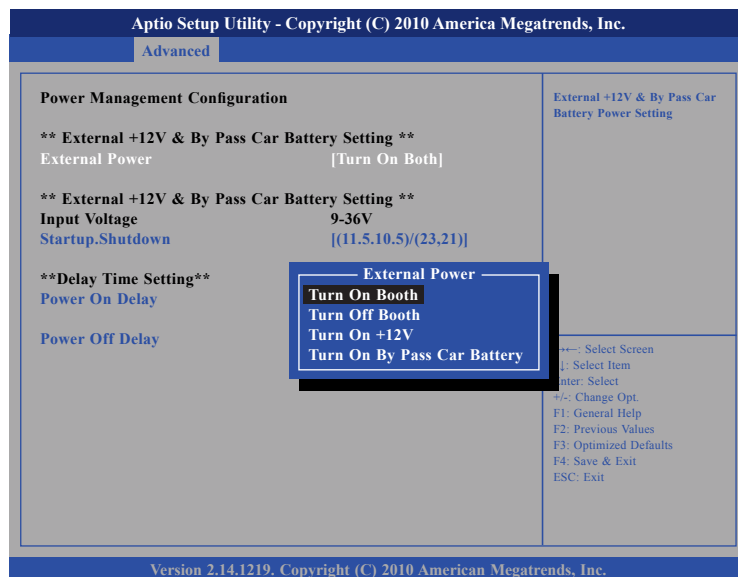 Aptio Setup Utility - Copyright (C) 2010 America Megatrends, Inc.
Advanced
Power Management Configuration
** External +12V & By Pass Car Battery Setting **
External Power [Turn On Both]
** External +12V & By Pass Car Battery Setting **
Input Voltage 9-36V
Startup.Shutdown [(11.5.10.5)/(23,21)]
**Delay Time Setting**
Power On Delay
Power Off Delay
External Power
Turn On Booth
Turn Off Booth
Turn On +12V
Turn On By Pass Car Battery
External +12V & By Pass Car
Battery Power Setting
→←: Select Screen
↓: Select Item
nter: Select
+/-: Change Opt.
F1: General Help
F2: Previous Values
F3: Optimized Defaults
F4: Save & Exit
ESC: Exit
Version 2.14.1219. Copyright (C) 2010 American Megatrends, Inc.